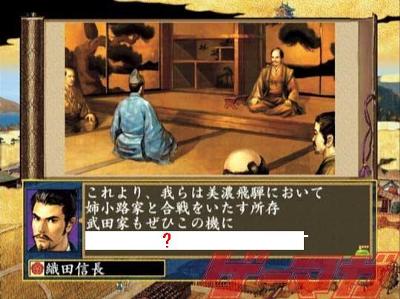 これより、我らは美濃飛騨において
姉小路家と合戦をいたす所存
武田家もぜひこの機に
?
織田信長